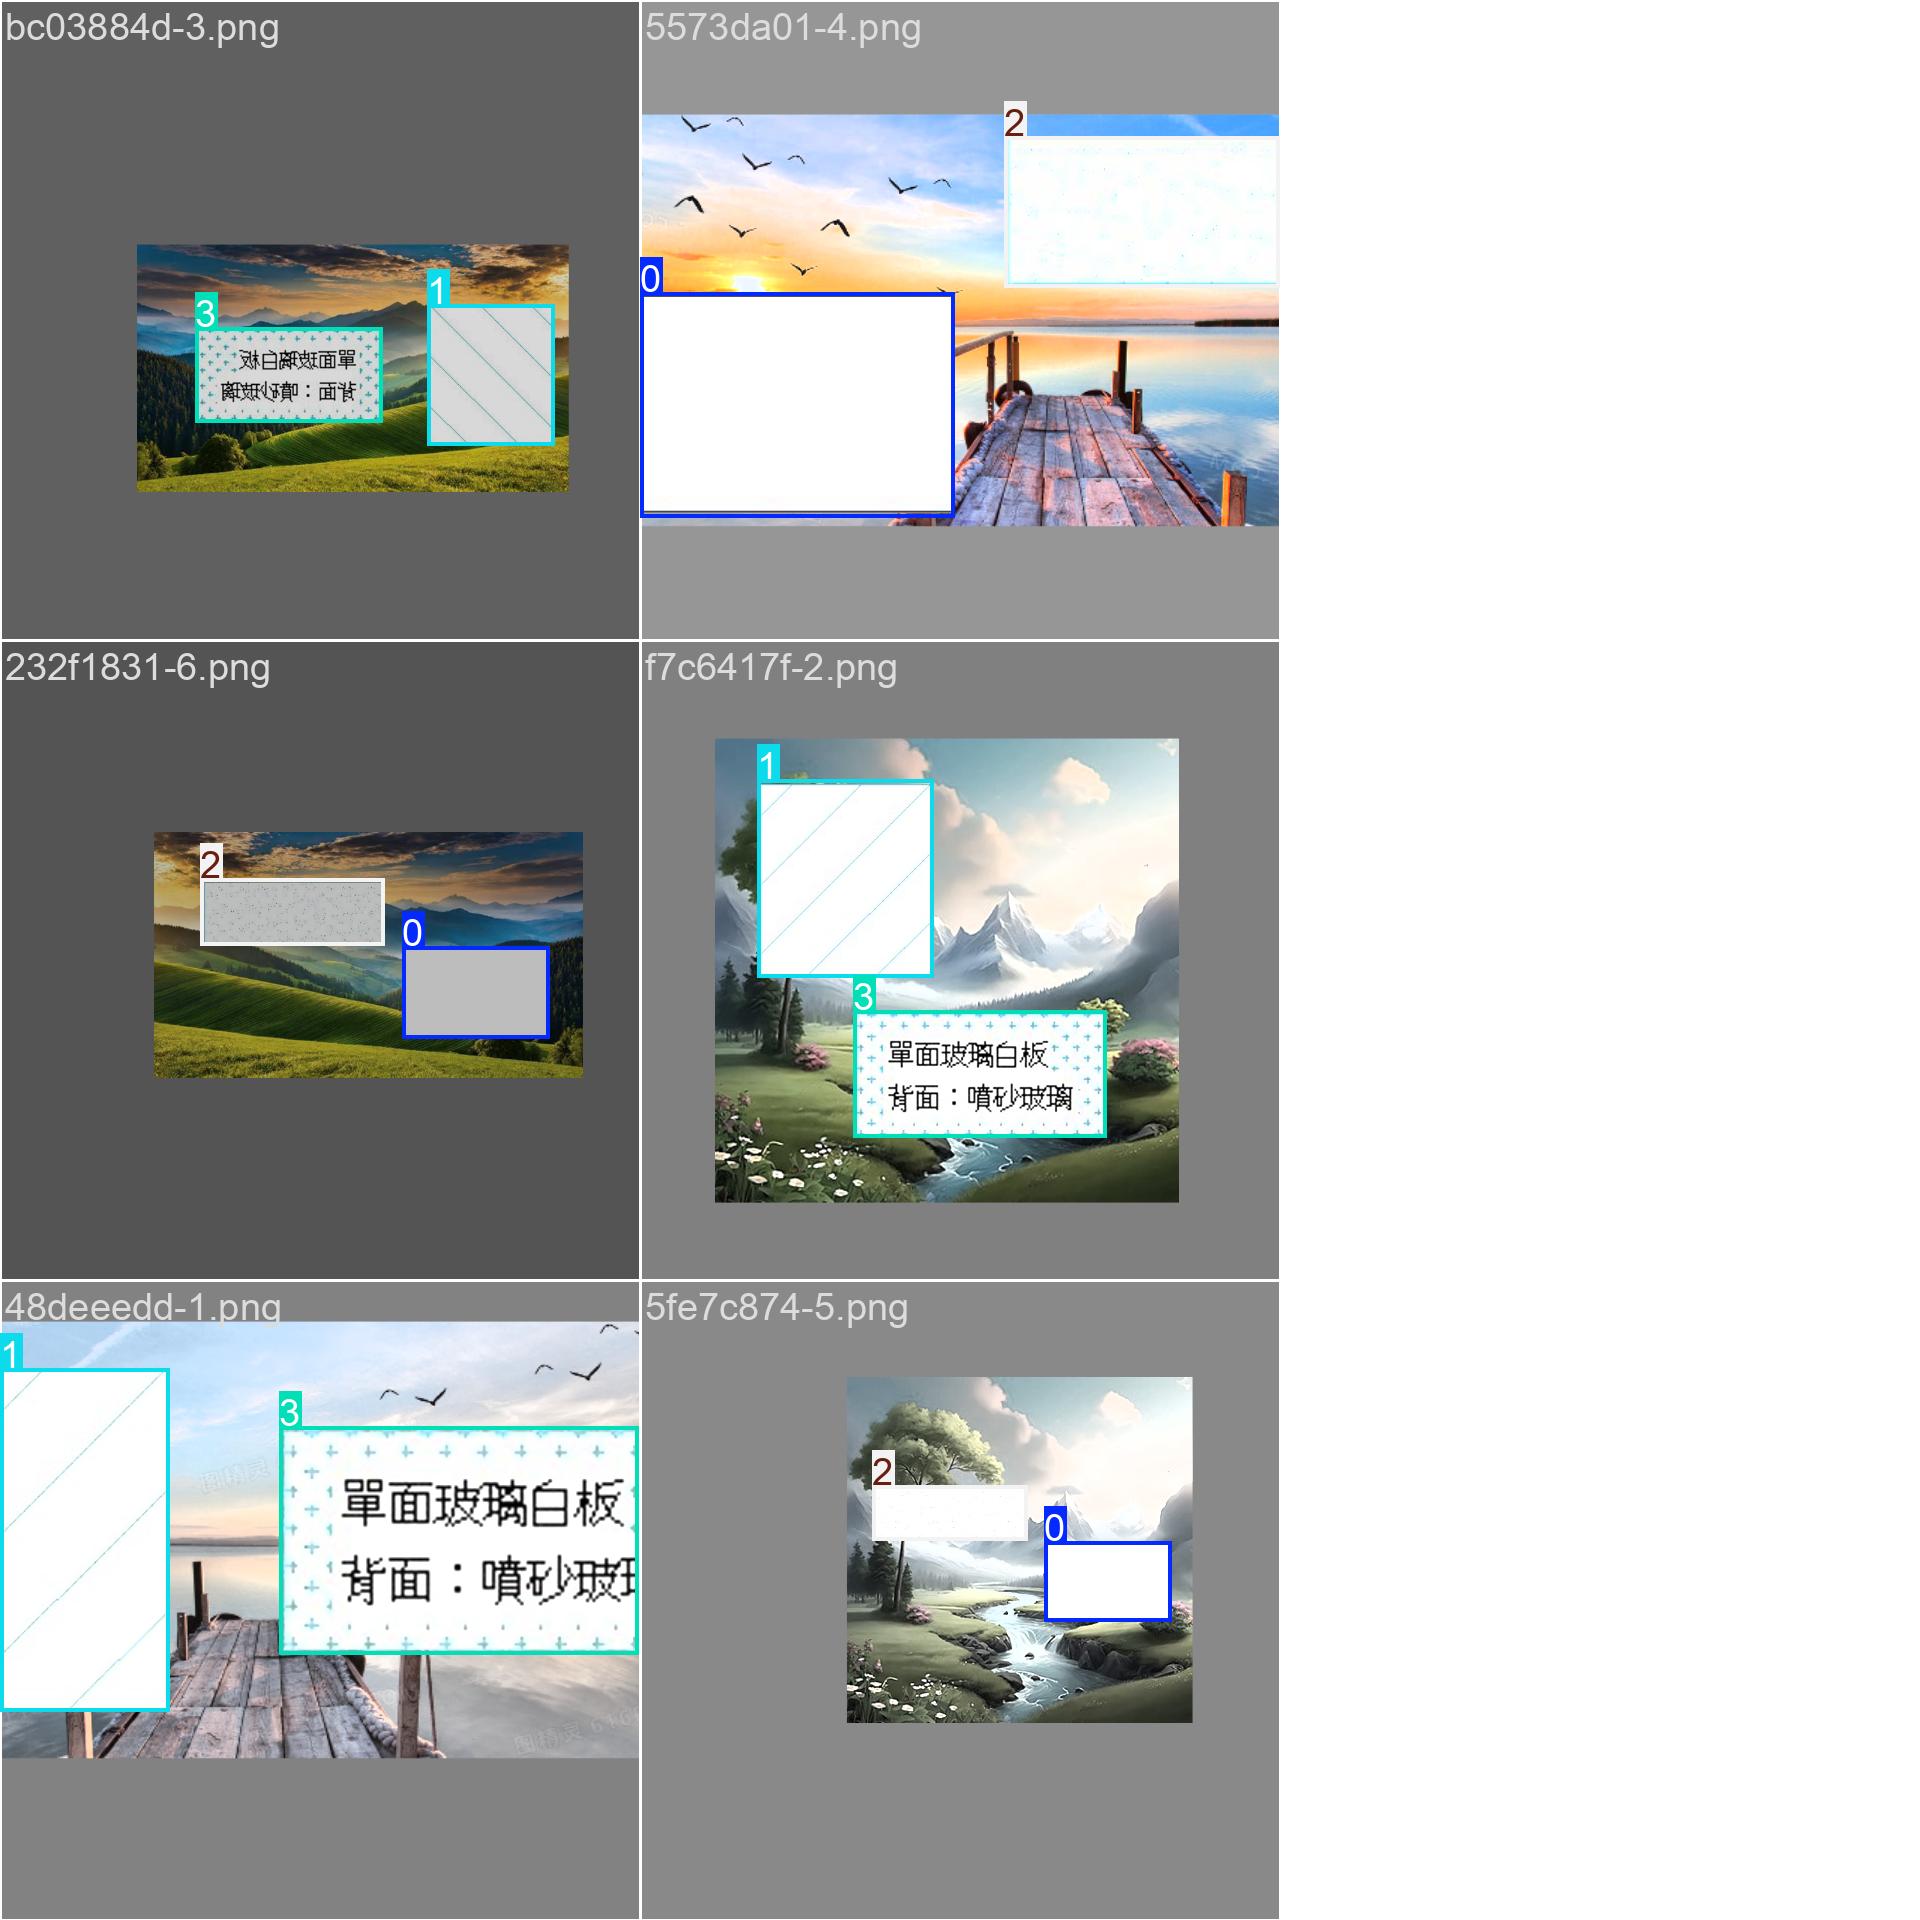 bc03884d-3.png
3
1
單面玻璃白板
背面：噴砂玻璃
5573da01-4.png
2
0
232f1831-6.png
2
0
f7c6417f-2.png
1
3
單面玻璃白板
背面：噴砂玻璃
48deeedd-1.png
1
3
單面玻璃白板
背面：噴砂玻
5fe7c874-5.png
2
0